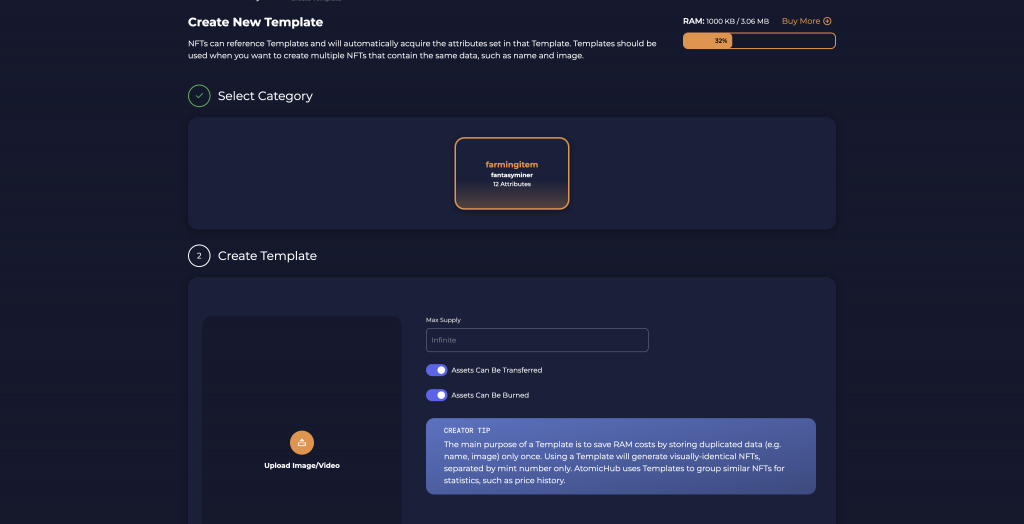 Create New Template
RAM: 1000 KB / 3.06 MB Buy More
32%
NFTs can reference Templates and will automatically acquire the attributes set in that Template. Templates should be
used when you want to create multiple NFTs that contain the same data, such as name and image.
Select Category
farmingitem
fantasyminer
12 Attributes
2 Create Template
Max Supply
Infinite
Assets Can Be Transferred
Assets Can Be Burned
CREATOR TIP
The main purpose of a Template is to save RAM costs by storing duplicated data (e.g.
name, image) only once. Using a Template will generate visually-identical NFTs,
separated by mint number only. AtomicHub uses Templates to group similar NFTs for
statistics, such as price history.
Upload Image/Video